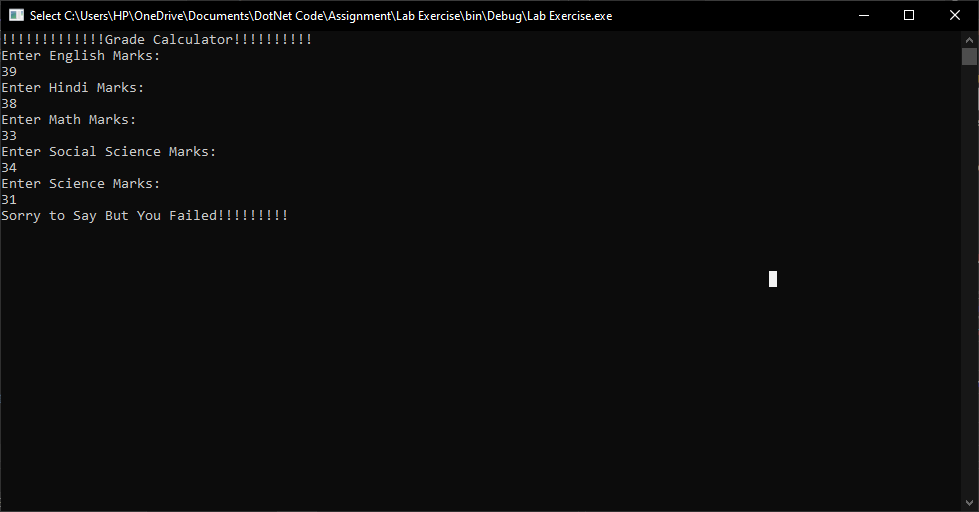 Select C:\Users\HP\OneDrive\Documents\DotNet Code\Assignment\Lab Exercise\bin\Debug\Lab Exercise.exe
!!!!!!!!!!!!!Grade Calculator!!!!!!!!!!
Enter English Marks:
39
Enter Hindi Marks:
38
Enter Math Marks:
33
Enter Social Science Marks:
34
Enter Science Marks:
31
Sorry to Say But You Failed!!!!!!!!!